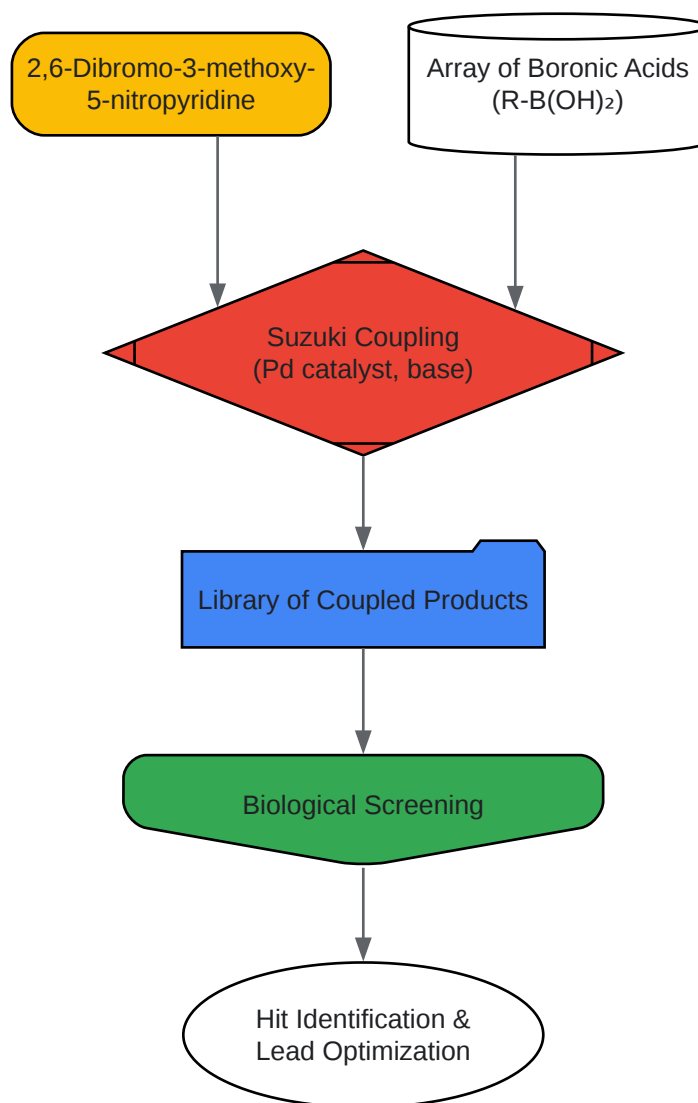 2,6-Dibromo-3-methoxy-
5-nitropyridine
Array of Boronic Acids
(R-B(OH)₂)
Suzuki Coupling
(Pd catalyst, base)
Library of Coupled Products
Biological Screening
Hit Identification &
Lead Optimization